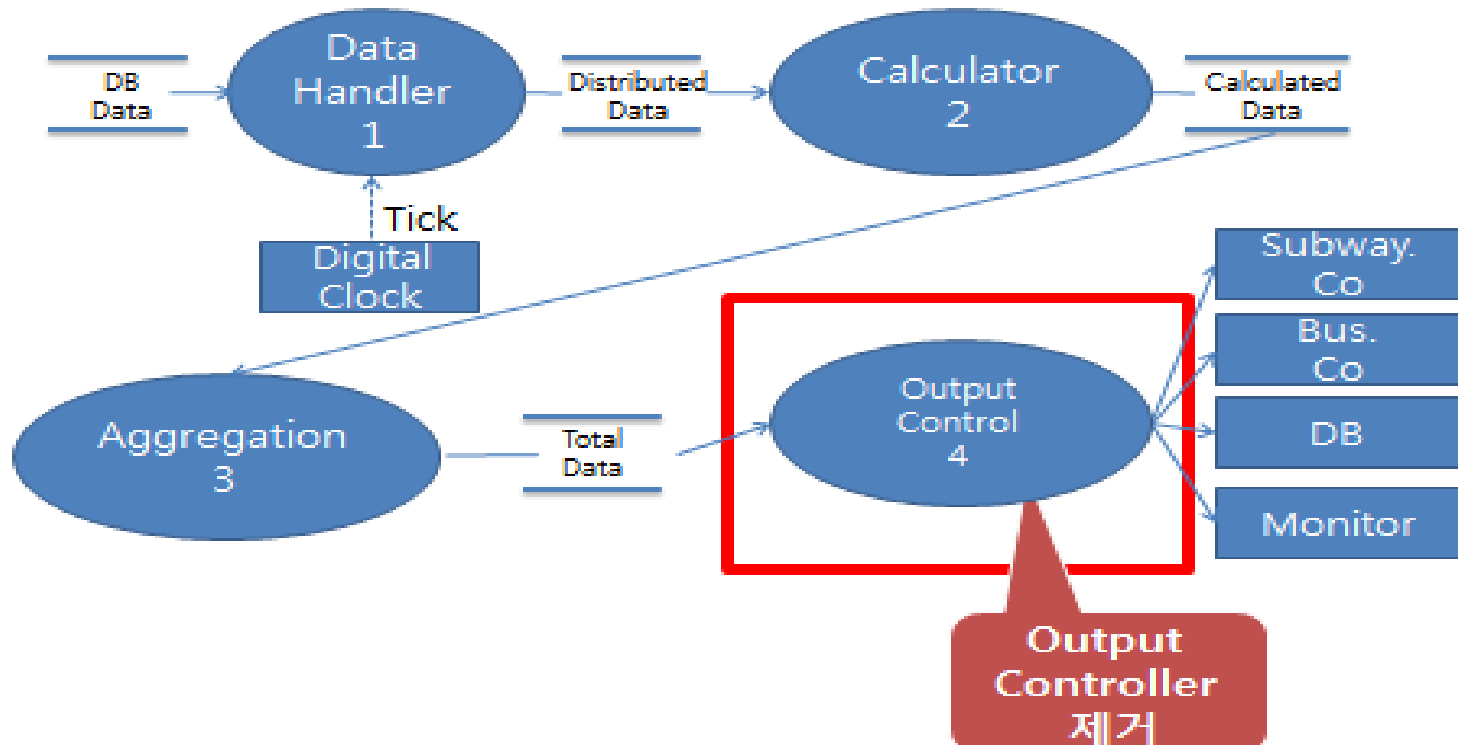 DB
Data
Data
Handler
1
Distributed
Data
Calculator
2
Calculated
Data
Tick
Digital
Clock
Subway.
Co
Bus.
Co
DB
Monitor
Aggregation
3
Total
Data
Output
Control
4
Output
Controller
제거